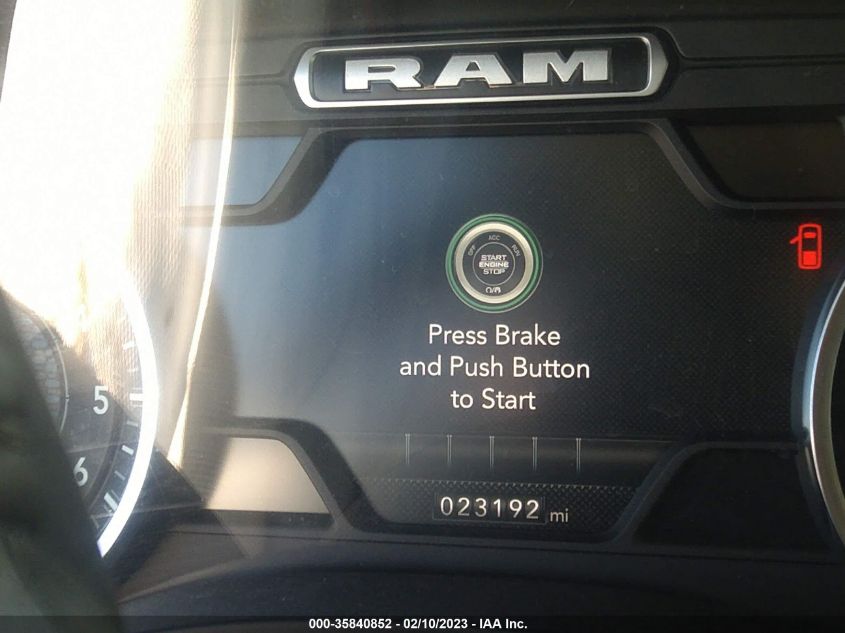 RAM
OFF ACC RUN
START
ENGINE
STOP
Press Brake
and Push Button
to Start
5
6
023192 mi
000-35840852 - 02/10/2023 - IAA Inc.